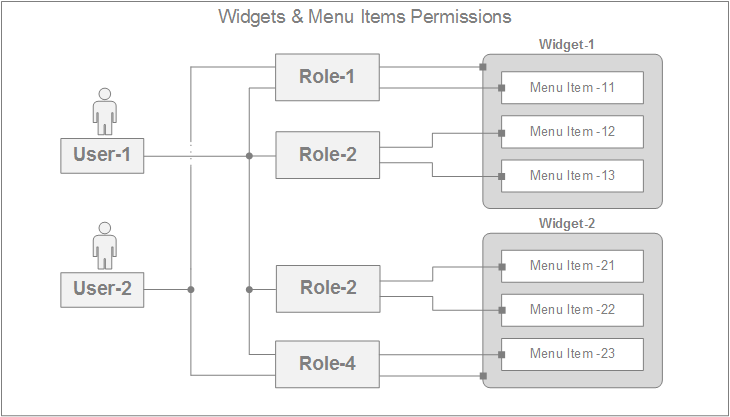 Widgets & Menu Items Permissions
Widget-1
Role-1
Menu Item -11
User-1
Role-2
Menu Item -12
Menu Item -13
Widget-2
User-2
Role-2
Menu Item -21
Menu Item -22
Role-4
Menu Item -23